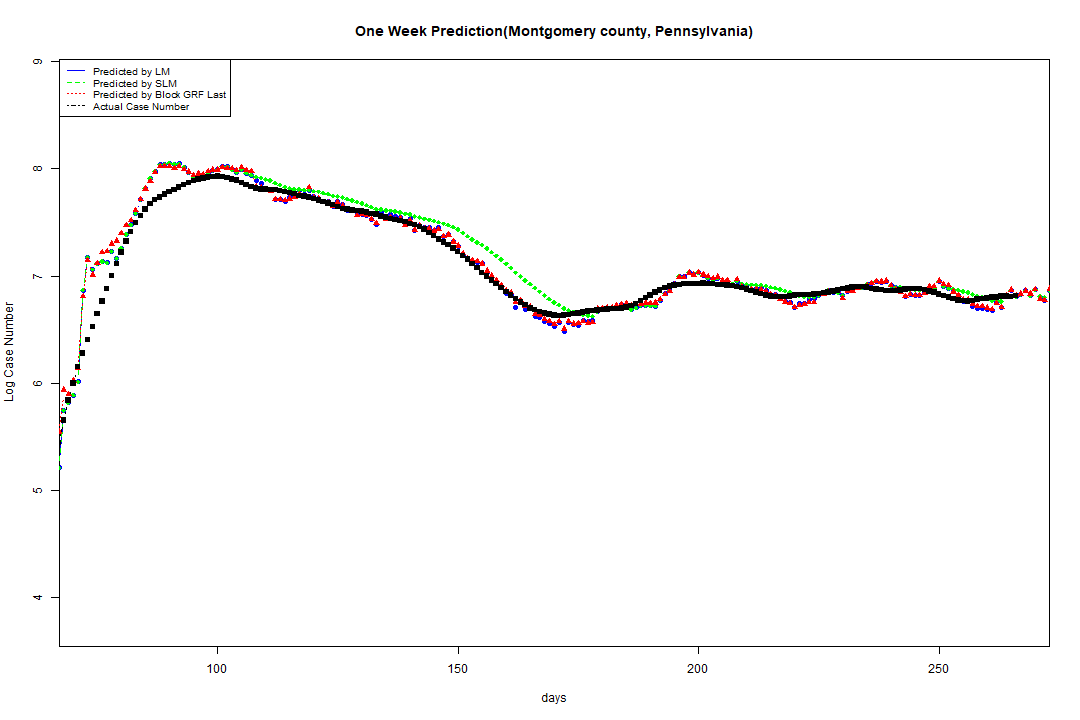 One Week Prediction(Montgomery county, Pennsylvania)
Predicted by LM
Predicted by SLM
Predicted by Block GRF Last
Actual Case Number
9
8
7
6
5
4
Log Case Number
100
150
200
250
days